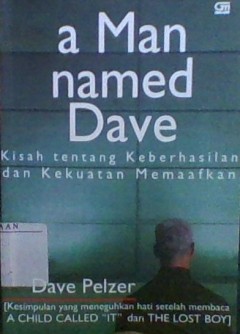 a Man
named
Dave
Kisah tentang Keberhasilan
dan Kekuatan Memaafkan
AAN
Dave Pelzer
[Kesimpulan yang meneguhkan hati setelah membaca
A CHILD CALLED "IT" dan THE LOST BOY]